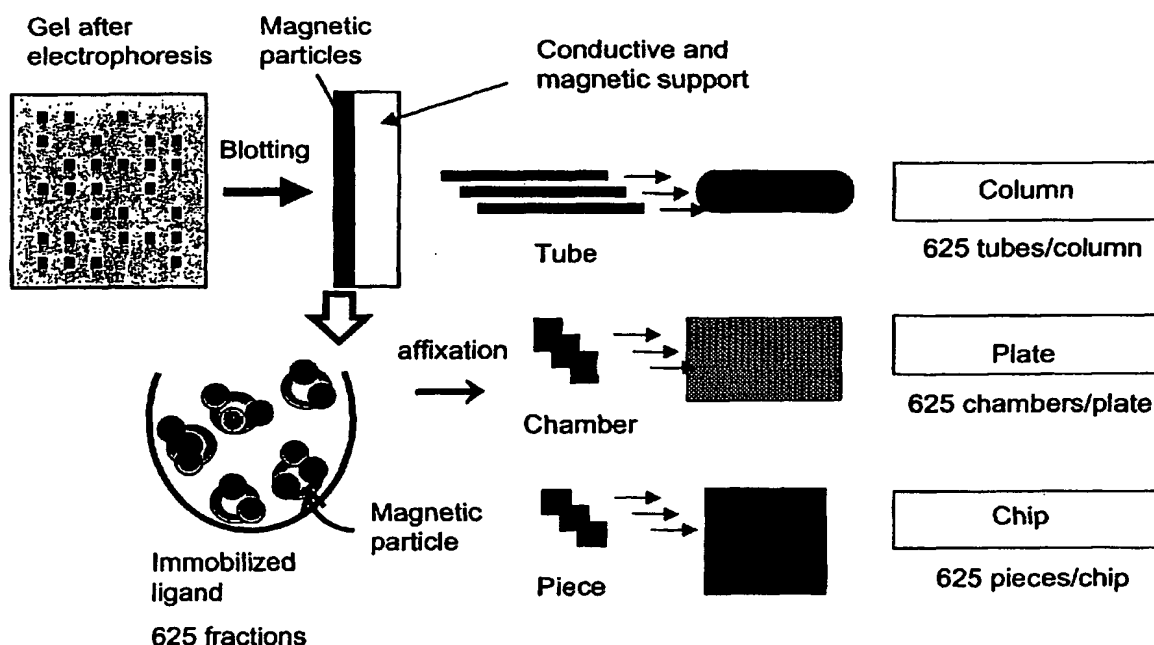 Gel after
electrophoresis
Magnetic
particles
Conductive and
magnetic support
Blotting
Tube
Column
625 tubes/column
affixation
Chamber
Plate
625 chambers/plate
Magnetic
particle
Immobilized
ligand
625 fractions
Piece
Chip
625 pieces/chip